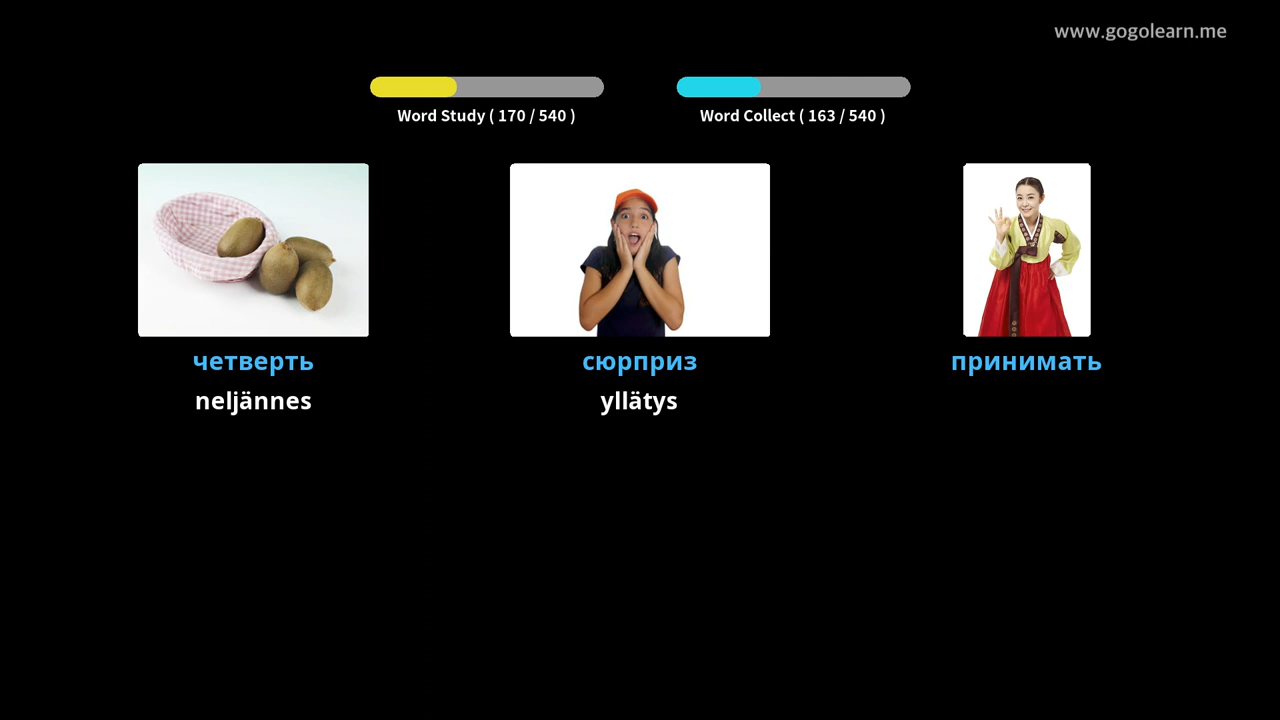 www.gogolearn.me
Word Study ( 170 / 540 )
Word Collect ( 163 / 540 )
четверть
сюрприз
принимать
neljännes
yllätys